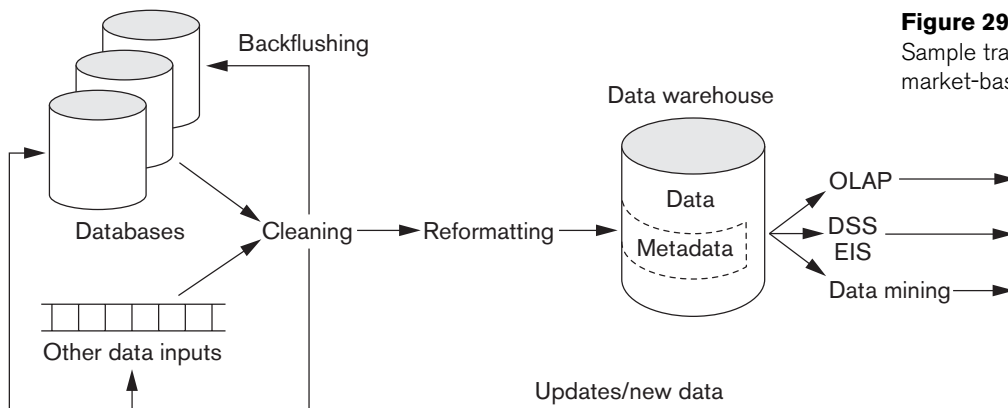 Figure 29
Sample tra
market-bas
Backflushing
Data warehouse
Databases
Cleaning
Reformatting
Data
Metadata
OLAP
DSS
EIS
Data mining
Other data inputs
Updates/new data